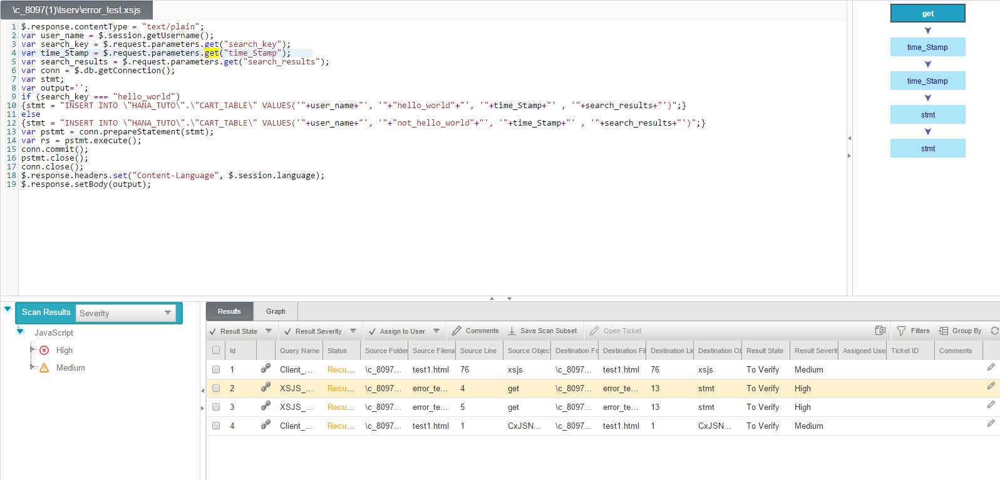 \c_8097(1)\tserv\error_test.xsjs
1 $.response.contentType = "text/plain";
2 var user_name = $.session.getUsername();
3 var search_key = $.request.parameters.get("search_key");
4 var time_Stamp = $.request.parameters.get("time_Stamp");
5 var search_results = $.request.parameters.get("search_results");
6 var conn = $.db.getConnection();
7 var stmt;
8 var output='';
9 if (search_key === "hello_world")
10 {stmt = "INSERT INTO \"HANA_TUTO\".\"CART_TABLE\" VALUES('"+user_name+"', '"+"hello_world"+"', '"+time_Stamp+"' , '"+search_results+"')";}
11 else
12 {stmt = "INSERT INTO \"HANA_TUTO\".\"CART_TABLE\" VALUES('"+user_name+"', '"+"not_hello_world"+"', '"+time_Stamp+"' , '"+search_results+"')";}
13 var pstmt = conn.prepareStatement(stmt);
14 var rs = pstmt.execute();
15 conn.commit();
16 pstmt.close();
17 conn.close();
18 $.response.headers.set("Content-Language", $.session.language);
19 $.response.setBody(output);
get
time_Stamp
time_Stamp
stmt
stmt
Scan Results Severity
JavaScript
High
Medium
Results Graph
Result State Result Severity Assign to User Comments Save Scan Subset Open Ticket Filters Group By
Id Query Name Status Source Folder Source Filena Source Line Source Object Destination Fo Destination Fil Destination Lin Destination Ob Result State Result Severit Assigned User Ticket ID Comments
1 Client_... Recu... \c_8097... test1.html 76 xsjs \c_8097... test1.html 76 xsjs To Verify Medium
2 XSJS_... Recu... \c_8097... error_te... 4 get \c_8097... error_te... 13 stmt To Verify High
3 XSJS_... Recu... \c_8097... error_te... 5 get \c_8097... error_te... 13 stmt To Verify High
4 Client_... Recu... \c_8097... test1.html 1 CxJSN... \c_8097... test1.html 1 CxJSN... To Verify Medium